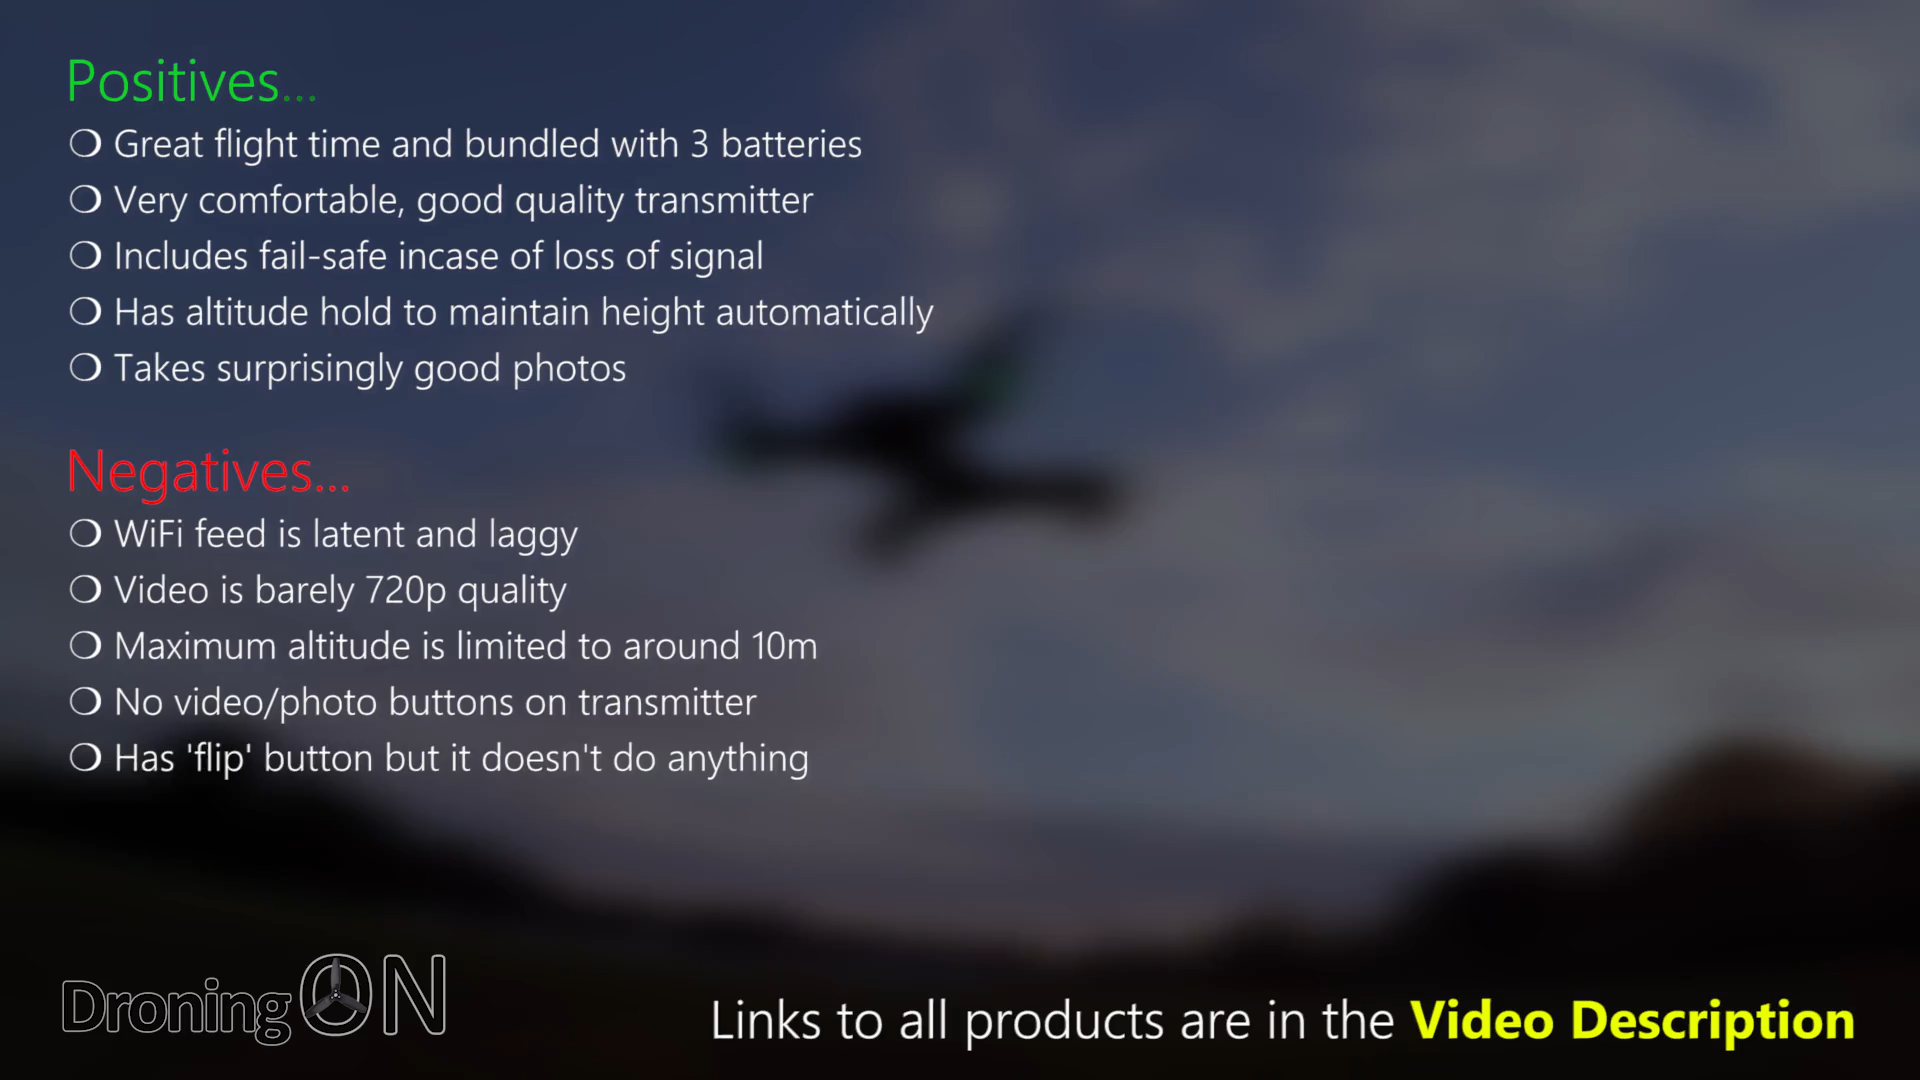 Positives...
Great flight time and bundled with 3 batteries
Very comfortable, good quality transmitter
Includes fail-safe incase of loss of signal
Has altitude hold to maintain height automatically
Takes surprisingly good photos
Negatives...
WiFi feed is latent and laggy
Video is barely 720p quality
Maximum altitude is limited to around 10m
No video/photo buttons on transmitter
Has 'flip' button but it doesn't do anything
DroningON
Links to all products are in the Video Description